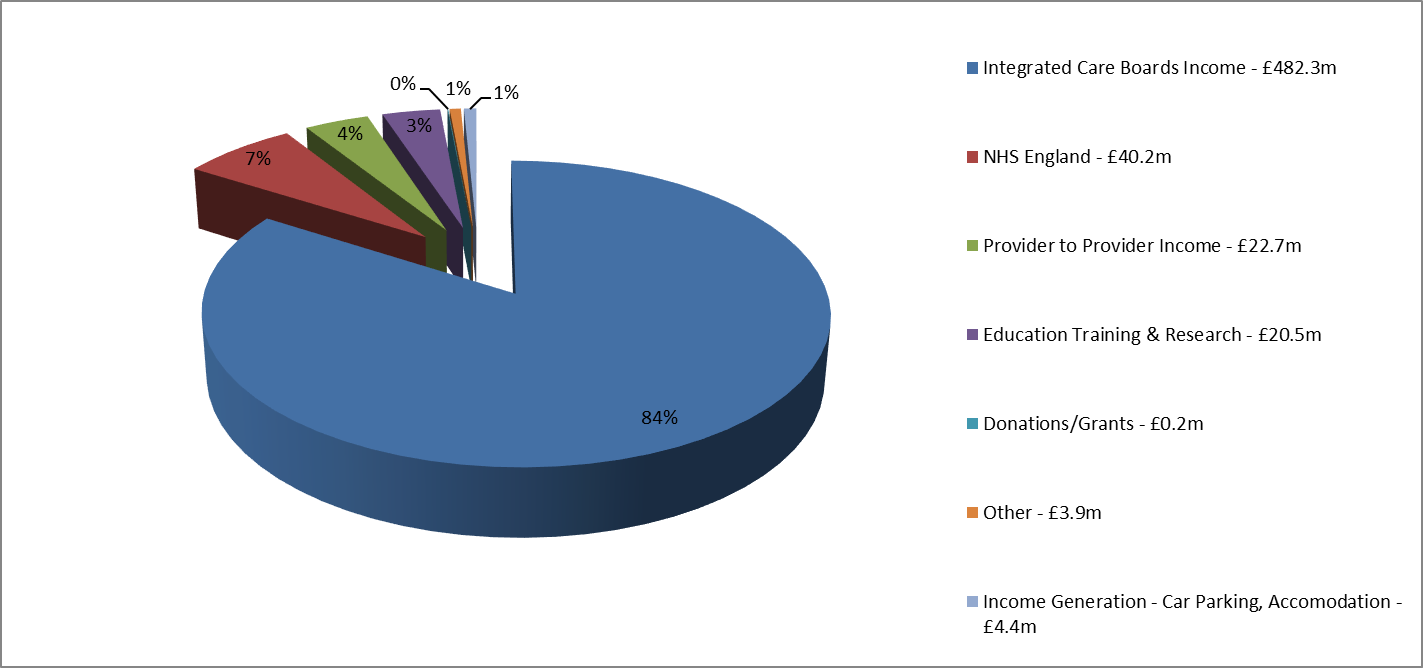 0%
1%
1%
3%
4%
7%
84%
Integrated Care Boards Income - £482.3m
NHS England - £40.2m
Provider to Provider Income - £22.7m
Education Training & Research - £20.5m
Donations/Grants - £0.2m
Other - £3.9m
Income Generation - Car Parking, Accomodation -
£4.4m